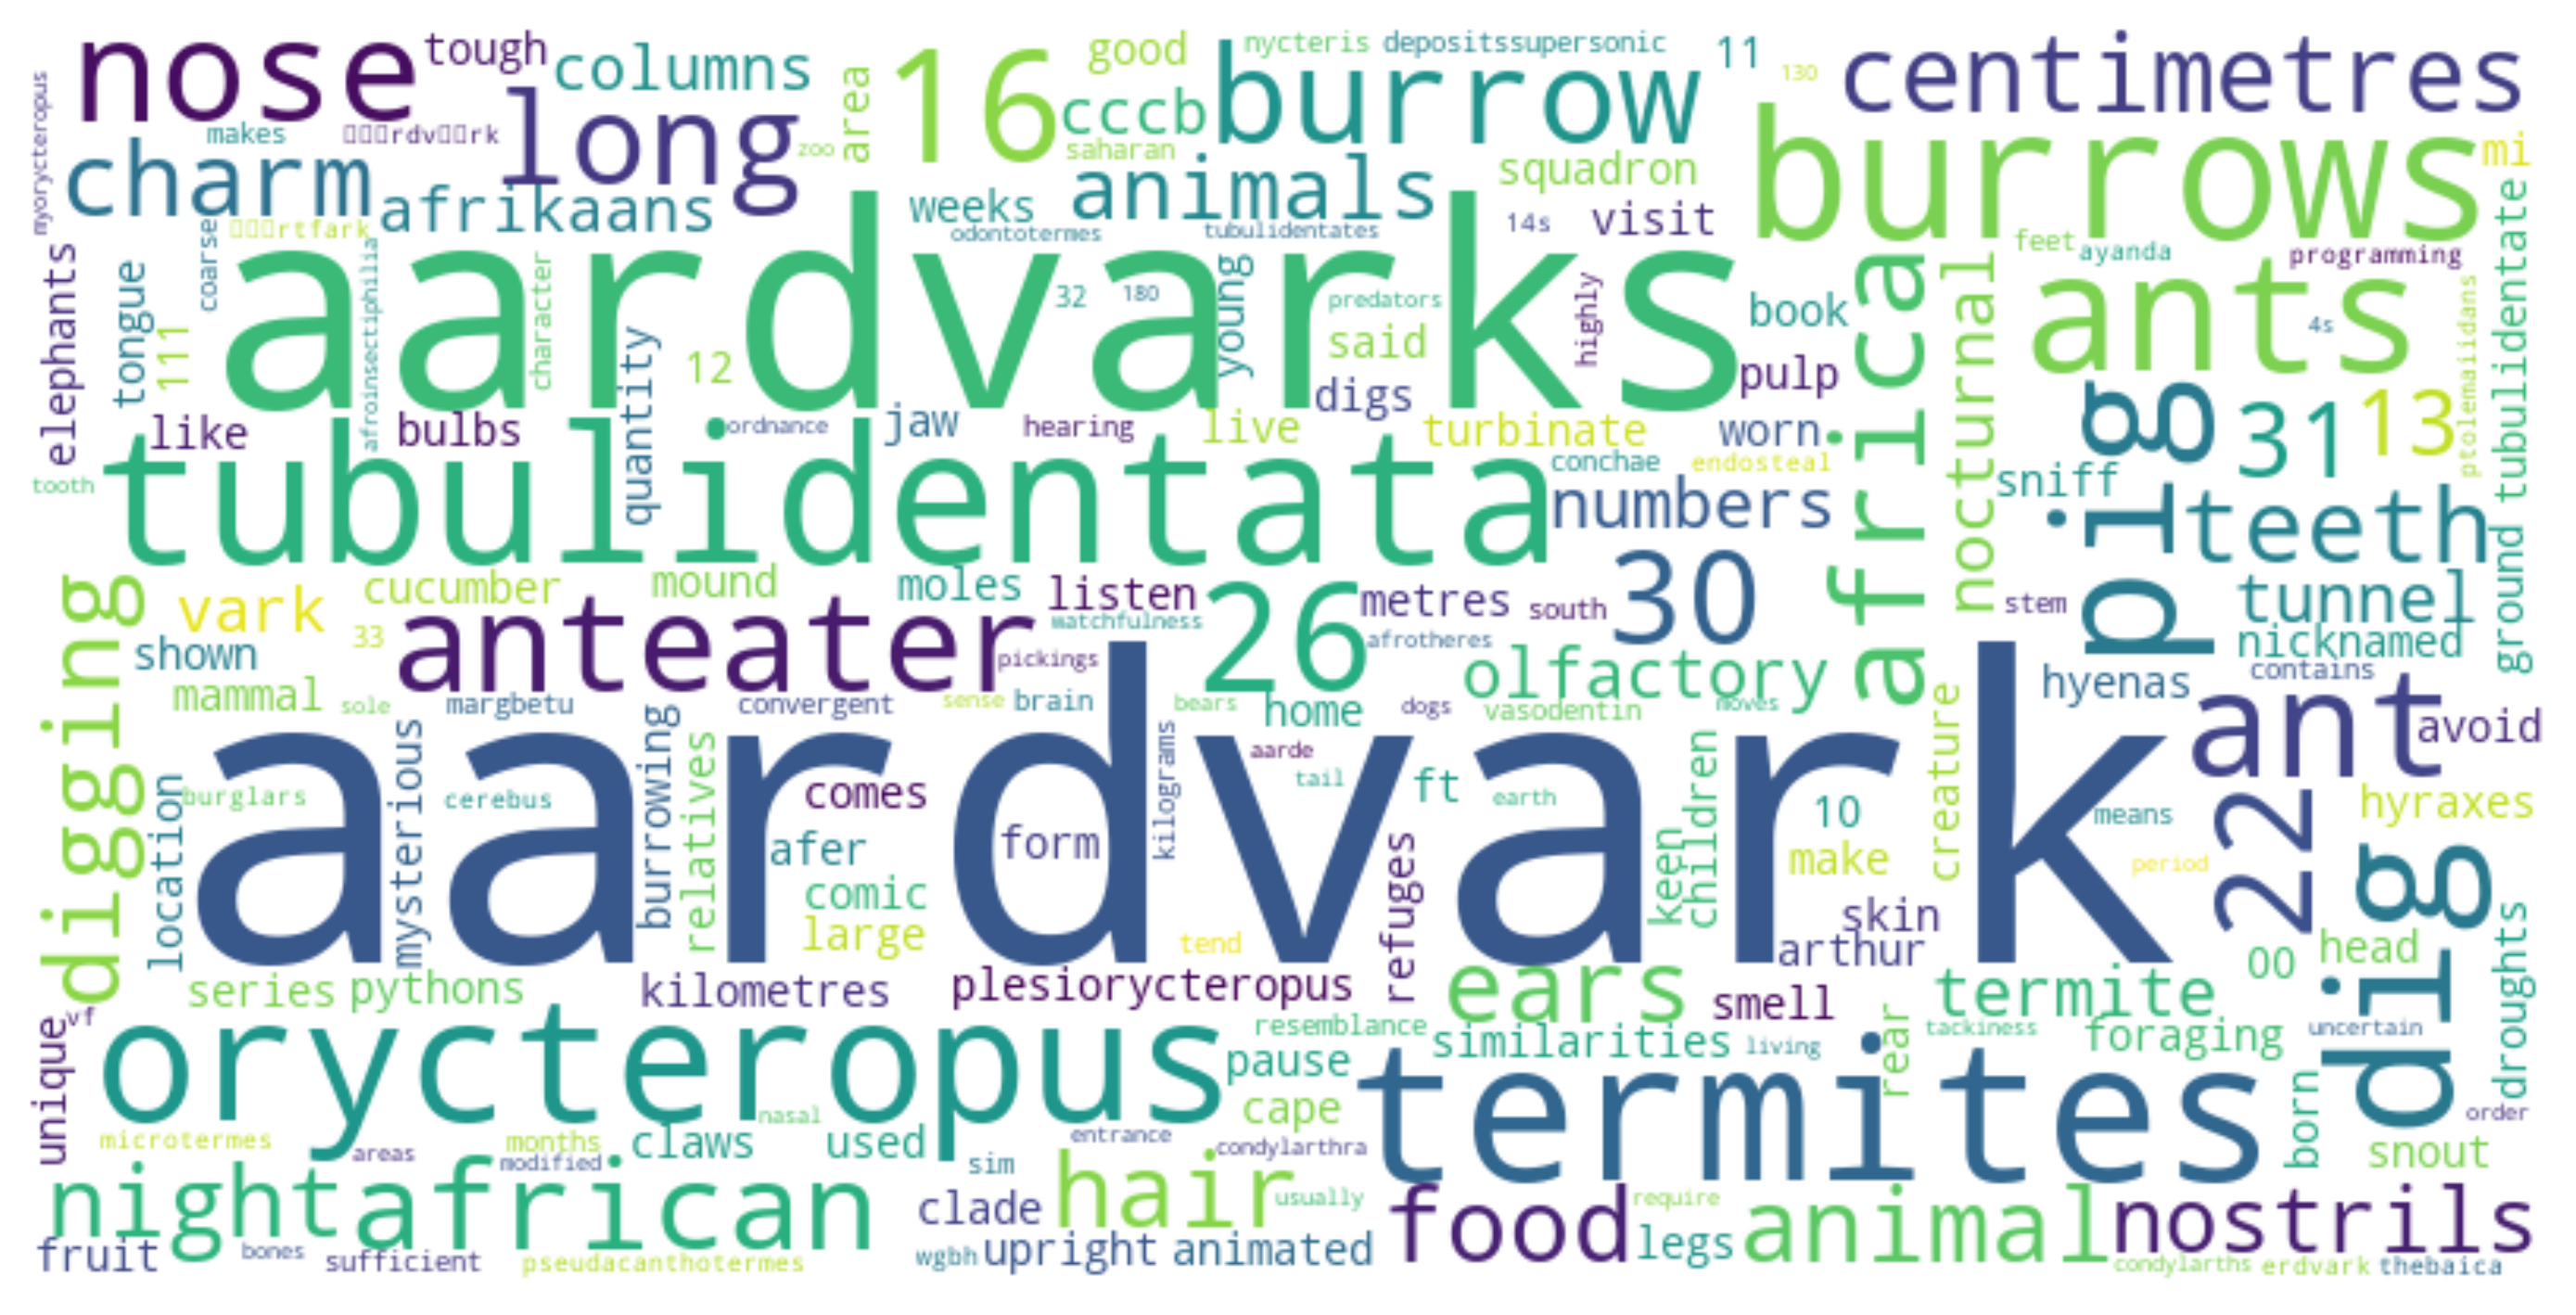 nose
tough
columns
good
nycteris
depositssupersonic
11
130
centimetres
myorycteropus
makes
rdv rk
long
zoo
area
16
cccb
saharan
burrow
burrows
mi
charm
afrikaans
weeks
animals
squadron
14s
visit
coarse
rtfark
odontotermes
tubulidentates
feet
ayanda
programming
elephants
tongue
111
afroinsectiphilia
aardvarks
character
quantity
12
32
180
young
predators
said
highly
book
africa
nocturnal
ants
4s
ptolemaiidans
tubulidentate
like
bulbs
ordnance
jaw
hearing
live
digs
turbinate
pulp
worn
pig
31
13
tooth
tubulidentata
conchae
endosteal
numbers
sniff
teeth
digging
vark
cucumber
mound
moles
listen
26
metres
south
30
stem
tunnel
ground
shown
33
anteater
watchfulness
pickings
afrotheres
nicknamed
mammal
sole
margbetu
convergent
sense
brain
bears
home
dogs
olfactory
vasodentin
moves
hyenas
contains
ant
avoid
location
burglars
mysterious
cerebus
burrowing
relatives
comes
afer
comic
large
aardvark
form
kilograms
aarde
tail
ft
earth
refuges
tend
keen
children
10
make
creature
skin
arthur
means
period
22
hyraxes
dig
head
00
droughts
series
pythons
kilometres
plesiorycteropus
ears
smell
termite
unique
vf
orycteropus
resemblance
pause
similarities
living
rear
tackiness
foraging
uncertain
microtermes
areas
months
modified
claws
nasal
used
cape
entrance
condylarthra
termites
born
order
snout
night
african
sim
clade
hair
usually
food
require
legs
animal
nostrils
fruit
bones
sufficient
pseudacanthotermes
wgbh
upright
animated
condylarths
erdvark
thebaica